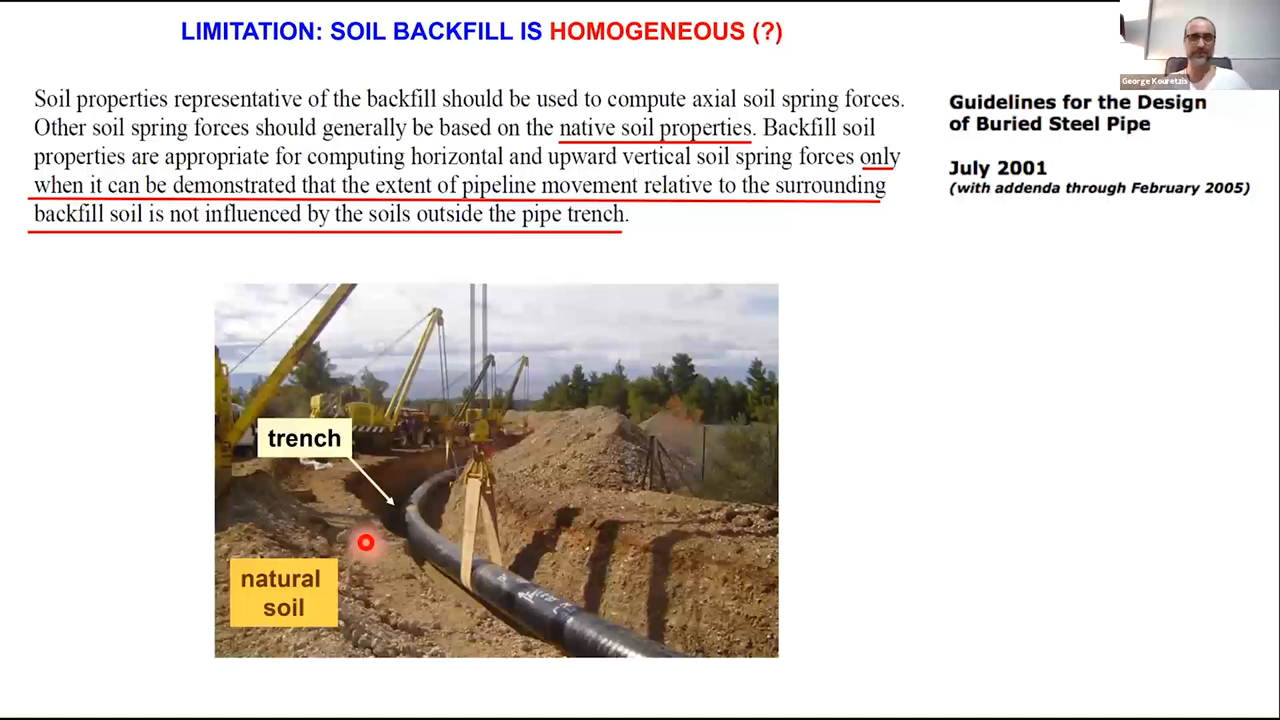 LIMITATION: SOIL BACKFILL IS HOMOGENEOUS (?)
George Kouretzis
Soil properties representative of the backfill should be used to compute axial soil spring forces.
Other soil spring forces should generally be based on the native soil properties. Backfill soil
properties are appropriate for computing horizontal and upward vertical soil spring forces only
when it can be demonstrated that the extent of pipeline movement relative to the surrounding
backfill soil is not influenced by the soils outside the pipe trench.
Guidelines for the Design
of Buried Steel Pipe
July 2001
(with addenda through February 2005)
trench
natural
soil